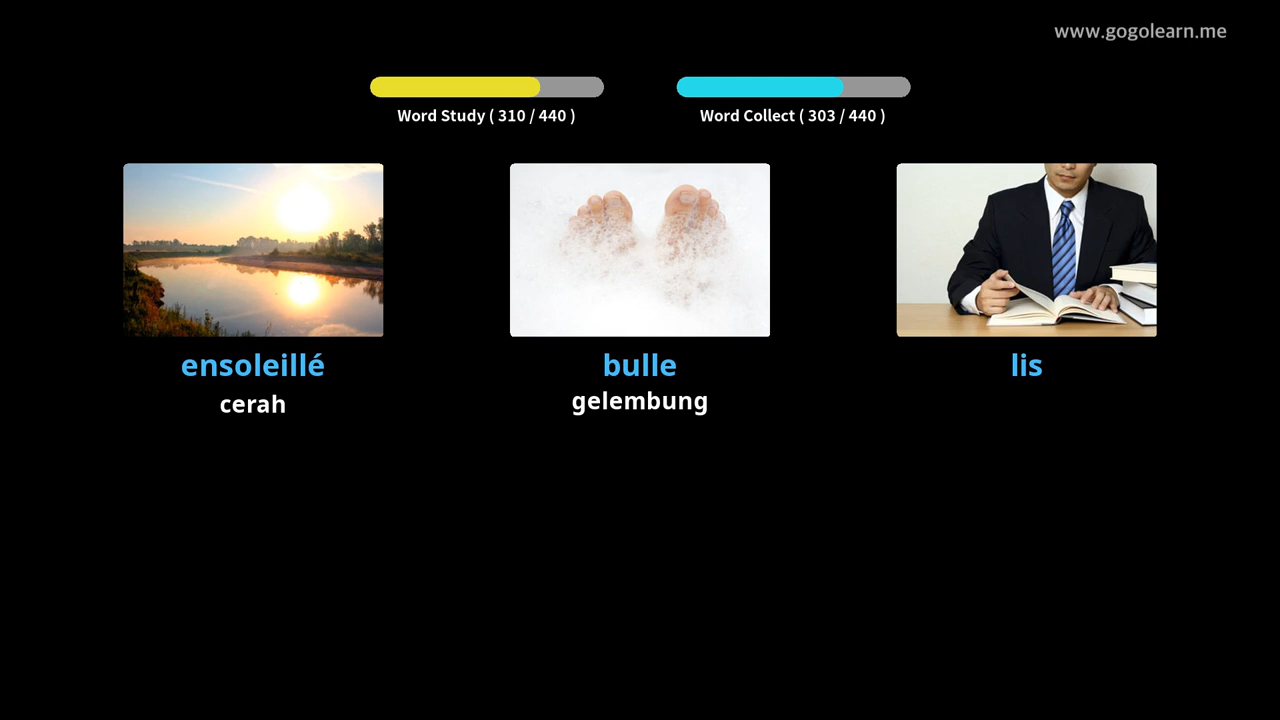 www.gogolearn.me
Word Study ( 310 / 440 )
Word Collect ( 303 / 440 )
ensoleillé
cerah
bulle
gelembung
lis